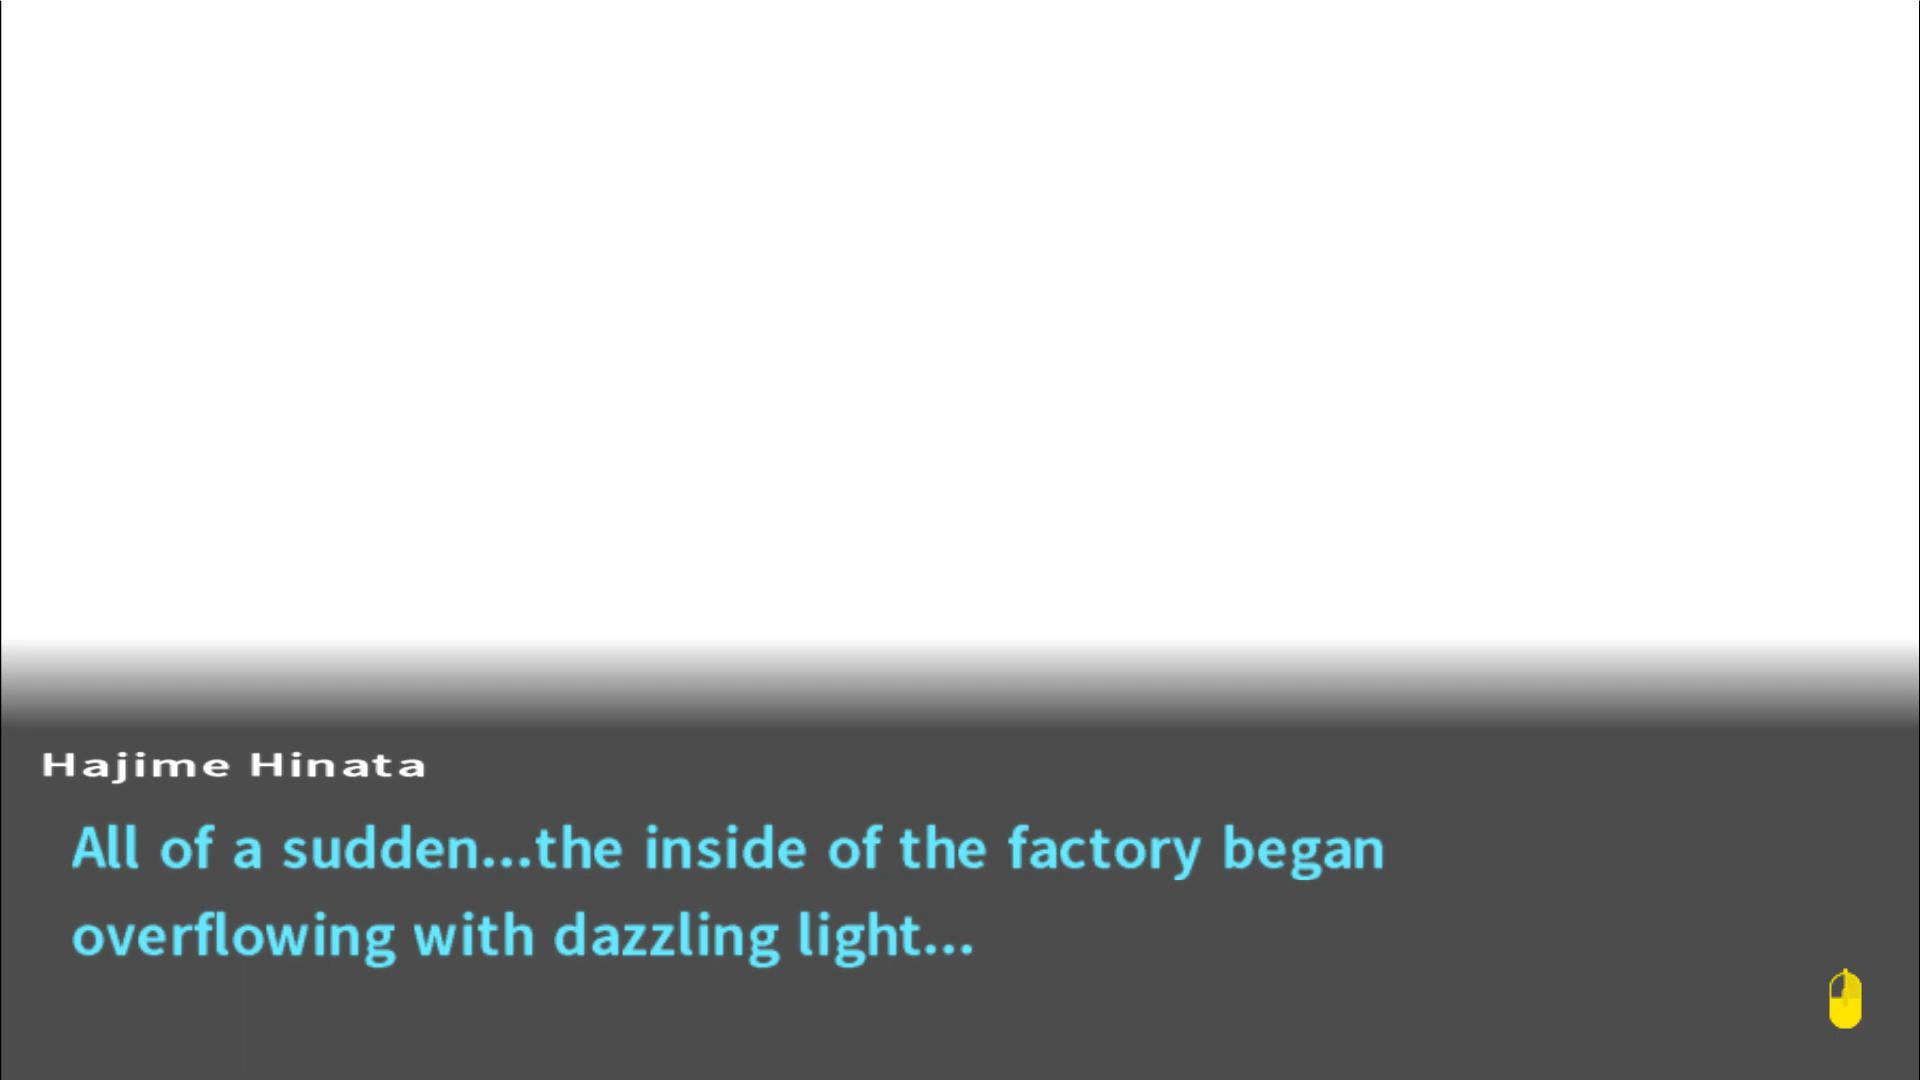 Hajime Hinata
All of a sudden...the inside of the factory began
overflowing with dazzling light...